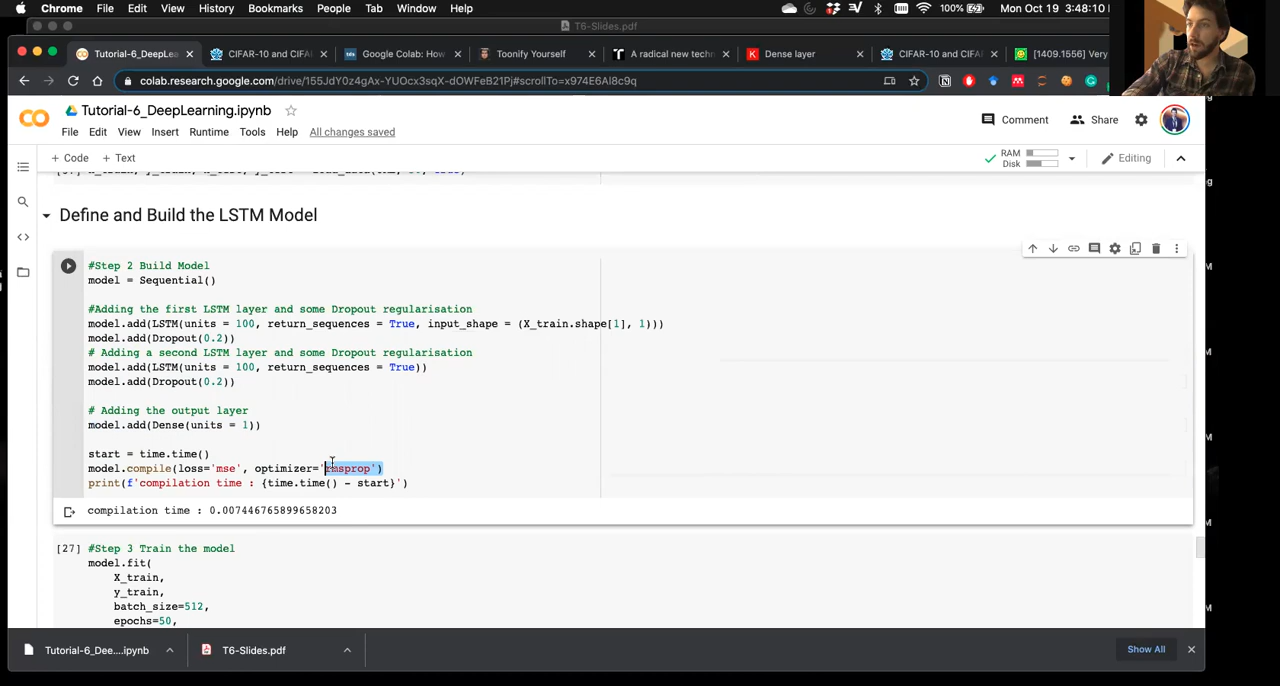 Chrome File Edit View History Bookmarks People Tab Window Help 100% Mon Oct 19 3:48:10
T6-Slides.pdf
Tutorial-6_DeepLea × CIFAR-10 and CIFA × Google Colab: How × Toonify Yourself × A radical new techn × Dense layer × CIFAR-10 and CIFA × [1409.1556] Very
colab.research.google.com/drive/155JdY0z4gAx-YUOcx3sqX-dOWFeB21Pj#scrollTo=x974E6AI8c9q
Tutorial-6_DeepLearning.ipynb
Comment Share
File Edit View Insert Runtime Tools Help All changes saved
+ Code + Text
RAM
Disk
Editing
Define and Build the LSTM Model
#Step 2 Build Model
model = Sequential()
#Adding the first LSTM layer and some Dropout regularisation
model.add(LSTM(units = 100, return_sequences = True, input_shape = (X_train.shape[1], 1)))
model.add(Dropout(0.2))
# Adding a second LSTM layer and some Dropout regularisation
model.add(LSTM(units = 100, return_sequences = True))
model.add(Dropout(0.2))
# Adding the output layer
model.add(Dense(units = 1))
start = time.time()
model.compile(loss='mse', optimizer='rmsprop')
print(f'compilation time : {time.time() - start}')
compilation time : 0.007446765899658203
[27] #Step 3 Train the model
model.fit(
X_train,
y_train,
batch_size=512,
epochs=50,
Tutorial-6_Dee....ipynb T6-Slides.pdf Show All